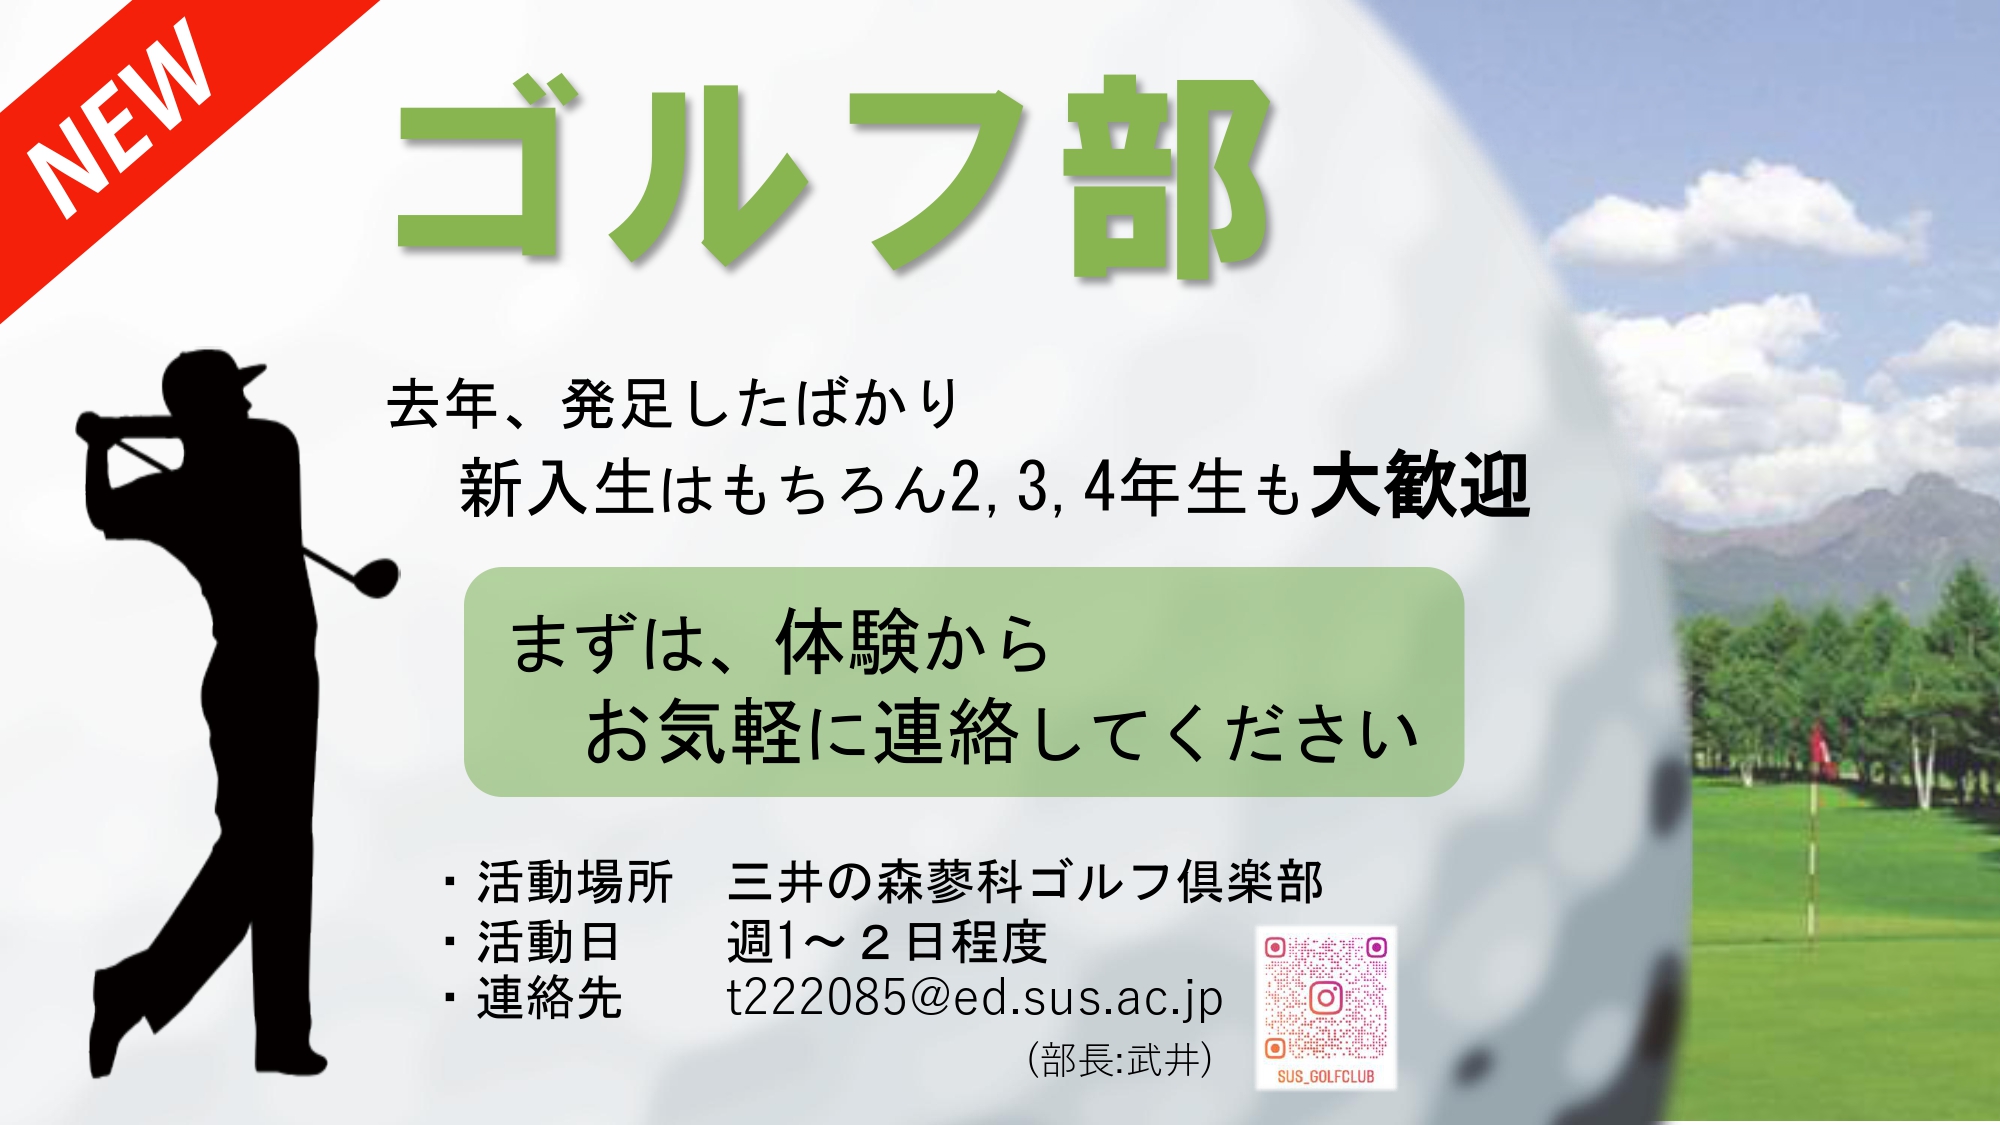 NEW
ゴルフ部
去年、発足したばかり
新入生はもちろん2,3,4年生も大歓迎
まずは、体験から
お気軽に連絡してください
・活動場所　三井の森蓼科ゴルフ倶楽部
・活動日　　週1～２日程度
・連絡先　　t222085@ed.sus.ac.jp
(部長:武井)
SUS_GOLFCLUB